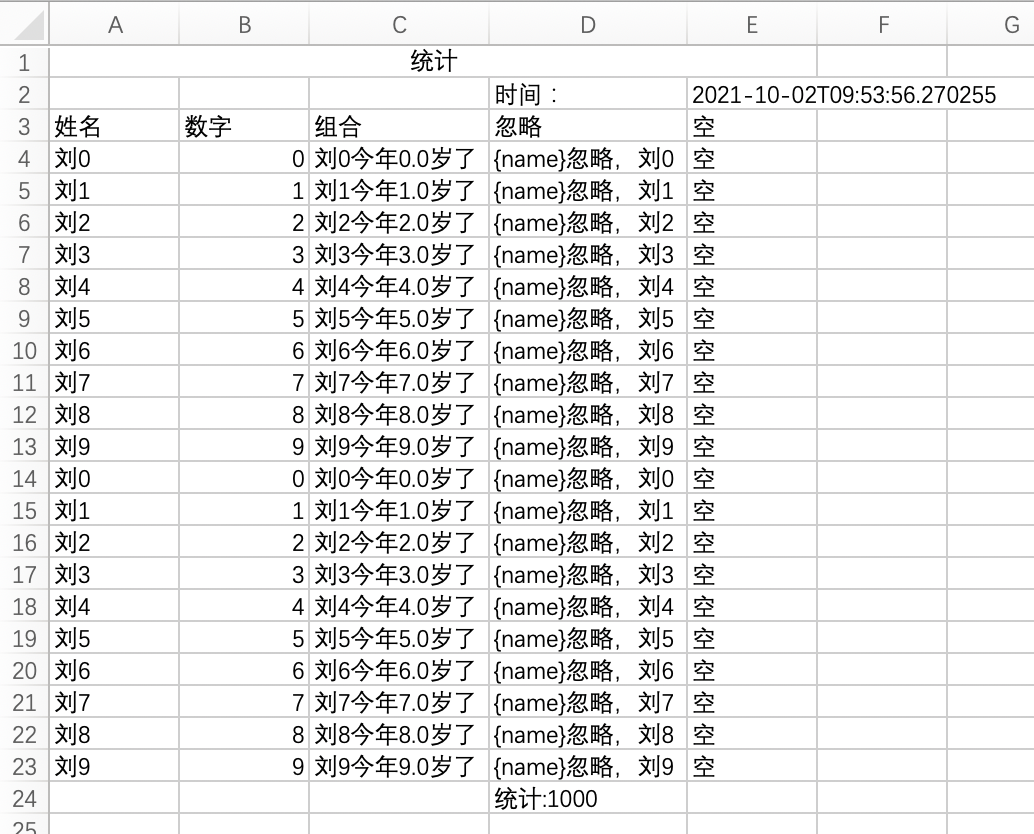 A B C D E F G
1 统计
2 时间： 2021-10-02T09:53:56.270255
3 姓名 数字 组合 忽略 空
4 刘0 0 刘0今年0.0岁了 {name}忽略，刘0 空
5 刘1 1 刘1今年1.0岁了 {name}忽略，刘1 空
6 刘2 2 刘2今年2.0岁了 {name}忽略，刘2 空
7 刘3 3 刘3今年3.0岁了 {name}忽略，刘3 空
8 刘4 4 刘4今年4.0岁了 {name}忽略，刘4 空
9 刘5 5 刘5今年5.0岁了 {name}忽略，刘5 空
10 刘6 6 刘6今年6.0岁了 {name}忽略，刘6 空
11 刘7 7 刘7今年7.0岁了 {name}忽略，刘7 空
12 刘8 8 刘8今年8.0岁了 {name}忽略，刘8 空
13 刘9 9 刘9今年9.0岁了 {name}忽略，刘9 空
14 刘0 0 刘0今年0.0岁了 {name}忽略，刘0 空
15 刘1 1 刘1今年1.0岁了 {name}忽略，刘1 空
16 刘2 2 刘2今年2.0岁了 {name}忽略，刘2 空
17 刘3 3 刘3今年3.0岁了 {name}忽略，刘3 空
18 刘4 4 刘4今年4.0岁了 {name}忽略，刘4 空
19 刘5 5 刘5今年5.0岁了 {name}忽略，刘5 空
20 刘6 6 刘6今年6.0岁了 {name}忽略，刘6 空
21 刘7 7 刘7今年7.0岁了 {name}忽略，刘7 空
22 刘8 8 刘8今年8.0岁了 {name}忽略，刘8 空
23 刘9 9 刘9今年9.0岁了 {name}忽略，刘9 空
24 统计:1000
25